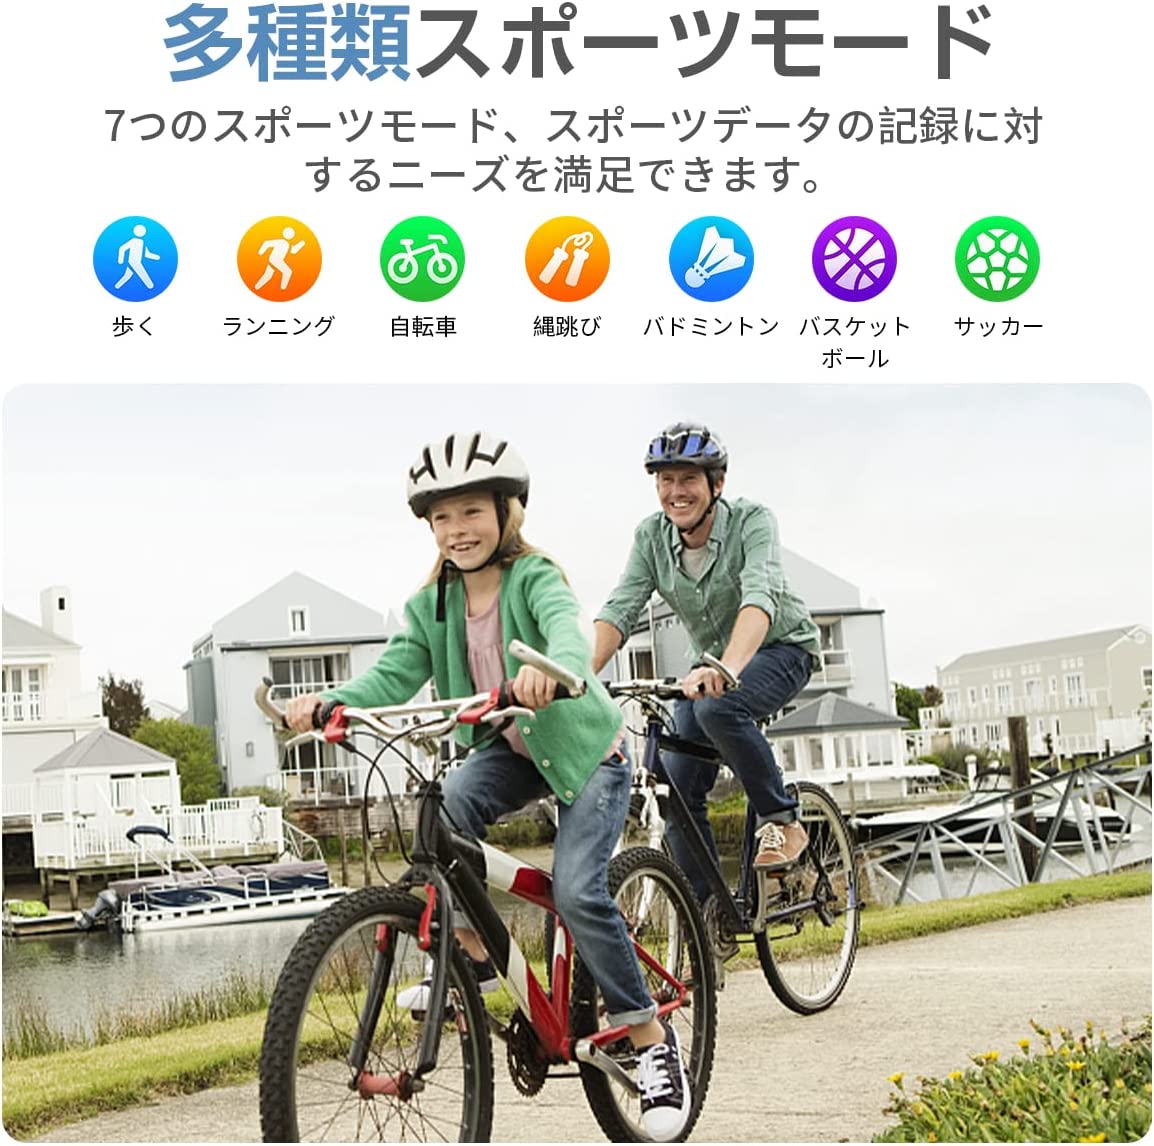 多種類スポーツモード
7つのスポーツモード、スポーツデータの記録に対
するニーズを満足できます。
歩く
ランニング
自転車
縄跳び
バドミントン
バスケット
ボール
サッカー